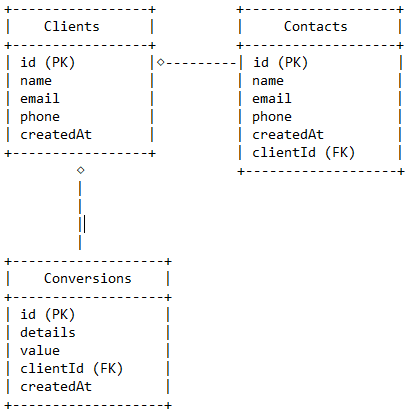 Clients
id (PK)
name
email
phone
createdAt
Contacts
id (PK)
name
email
phone
createdAt
clientId (FK)
Conversions
id (PK)
details
value
clientId (FK)
createdAt